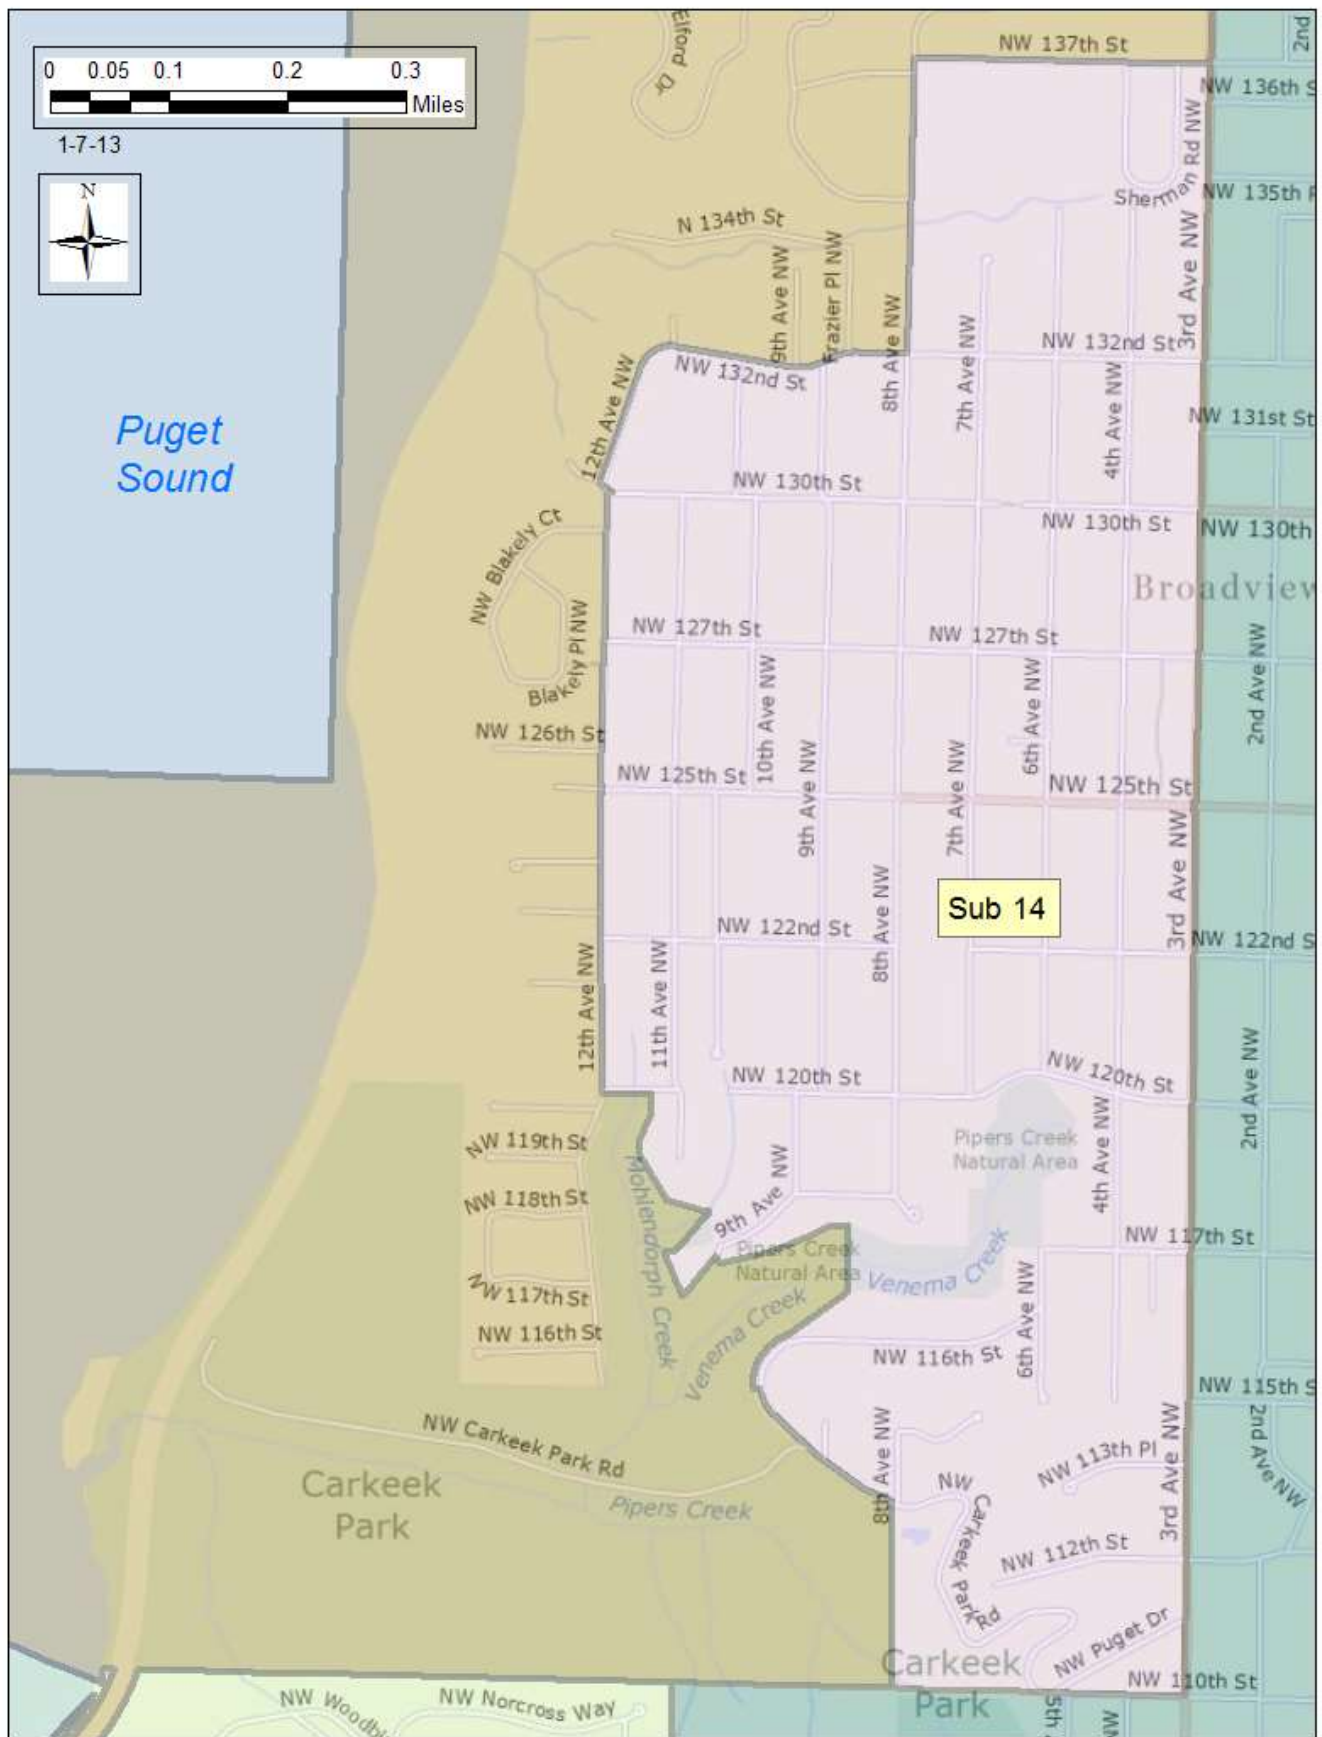 0 0.05 0.1 0.2 0.3
Miles
1-7-13
N
Puget
Sound
Elford Dr
NW 137th St
2nd
NW 136th S
Sherman Rd NW
NW 135th
3rd Ave NW
N 134th St
9th Ave NW
Frazier Pl NW
8th Ave NW
7th Ave NW
NW 132nd St
NW 132nd St
12th Ave NW
4th Ave NW
NW 131st St
NW 130th St
NW 130th St
NW 130th
NW Blakely Ct
Broadview
Blakely Pl NW
NW 127th St
NW 127th St
2nd Ave NW
10th Ave NW
6th Ave NW
NW 126th St
NW 125th St
9th Ave NW
7th Ave NW
NW 125th St
3rd Ave NW
8th Ave NW
Sub 14
NW 122nd St
NW 122nd S
12th Ave NW
11th Ave NW
NW 120th St
NW 120th St
2nd Ave NW
NW 119th St
Pipers Creek
Natural Area
4th Ave NW
NW 118th St
Mohlendorph Creek
9th Ave NW
NW 117th St
Pipers Creek
Natural Area
Venema Creek
NW 117th St
Venema Creek
NW 116th St
NW 116th St
6th Ave NW
NW 115th S
NW Carkeek Park Rd
8th Ave NW
NW 113th Pl
3rd Ave NW
2nd Ave NW
Carkeek
Park
Pipers Creek
NW Carkeek Park Rd
NW 112th St
NW Puget Dr
Carkeek
Park
NW 110th St
NW Norcross Way
NW Woodbi
5th
NW